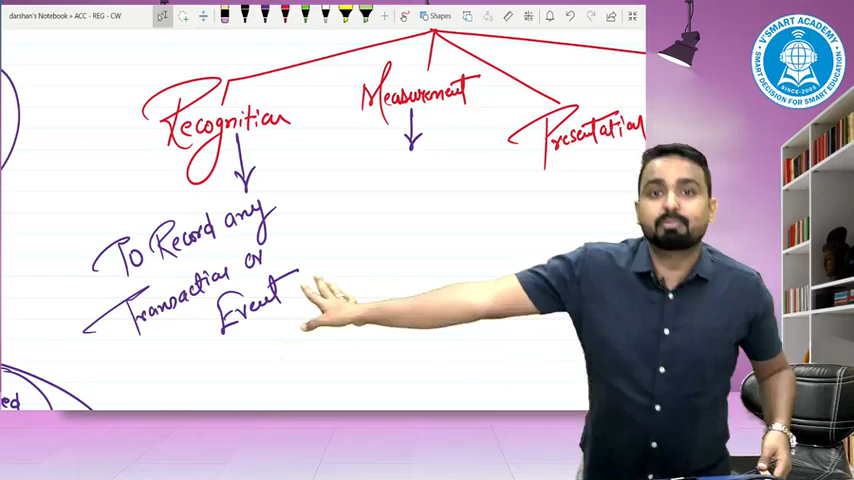 darshan's Notebook » ACC - REG - CW
Shapes
V'SMART ACADEMY
SINCE-2003
SMART DECISION FOR SMART EDUCATION
Recognition
Measurement
Presentation
To Record any
Transaction or
Event
ed